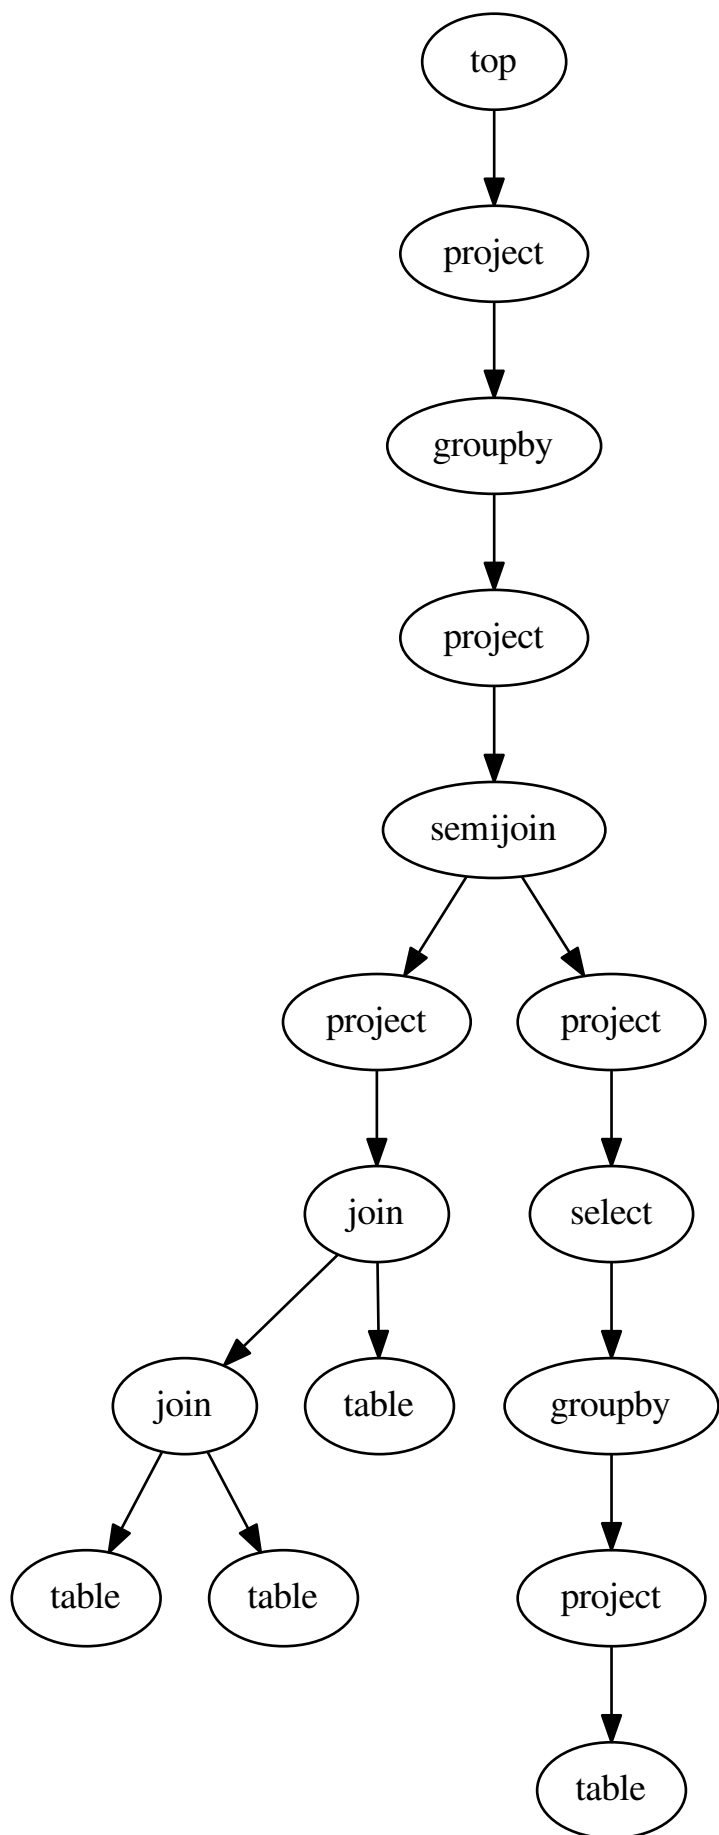 top
project
groupby
project
semijoin
project project
join select
join table groupby
table table project
table